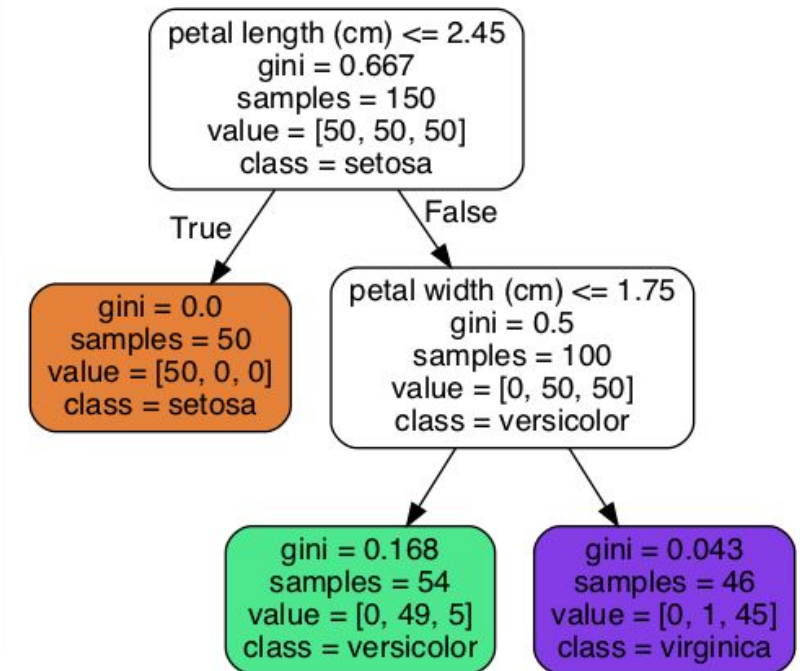 petal length (cm) <= 2.45
gini = 0.667
samples = 150
value = [50, 50, 50]
class = setosa
True
False
gini = 0.0
samples = 50
value = [50, 0, 0]
class = setosa
petal width (cm) <= 1.75
gini = 0.5
samples = 100
value = [0, 50, 50]
class = versicolor
gini = 0.168
samples = 54
value = [0, 49, 5]
class = versicolor
gini = 0.043
samples = 46
value = [0, 1, 45]
class = virginica